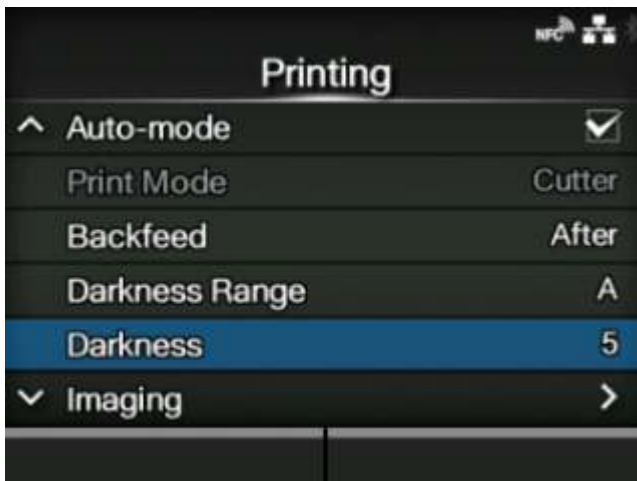 NFC
Printing
Auto-mode
Print Mode Cutter
Backfeed After
Darkness Range A
Darkness 5
Imaging